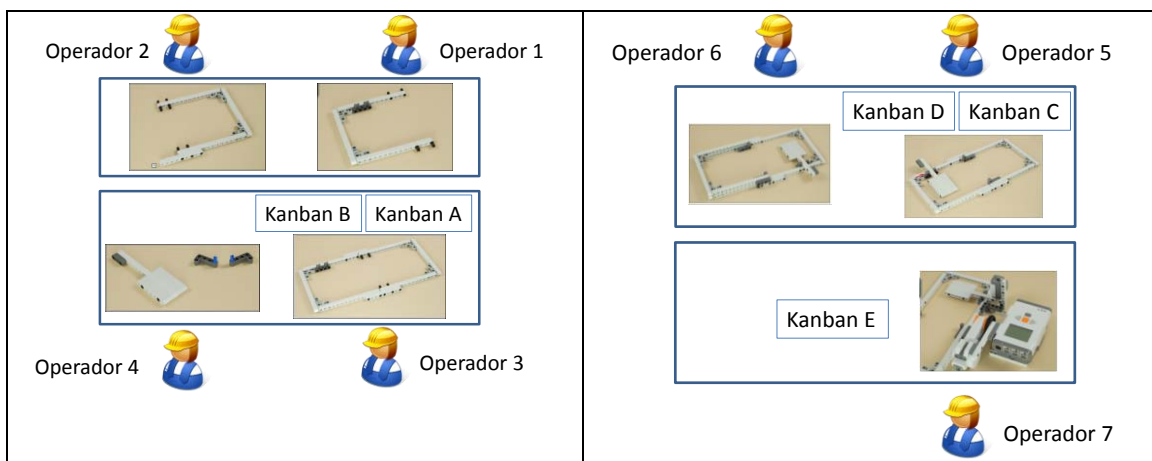 Operador 2
Operador 1
Kanban B
Kanban A
Operador 4
Operador 3
Operador 6
Operador 5
Kanban D
Kanban C
Kanban E
Operador 7